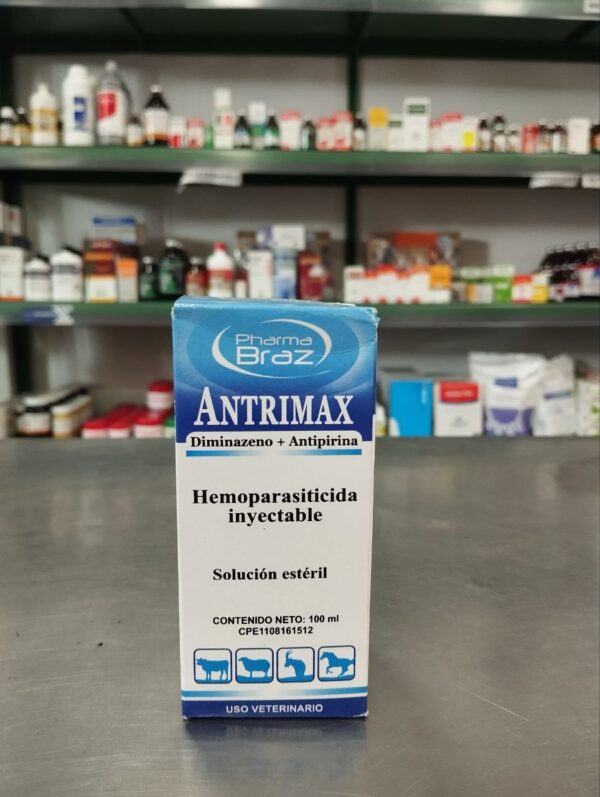 Pharma
Braz
ANTRIMAX
Diminazeno + Antipirina
Hemoparasiticida
inyectable
Solución estéril
CONTENIDO NETO: 100 ml
CPE1108161512
USO VETERINARIO